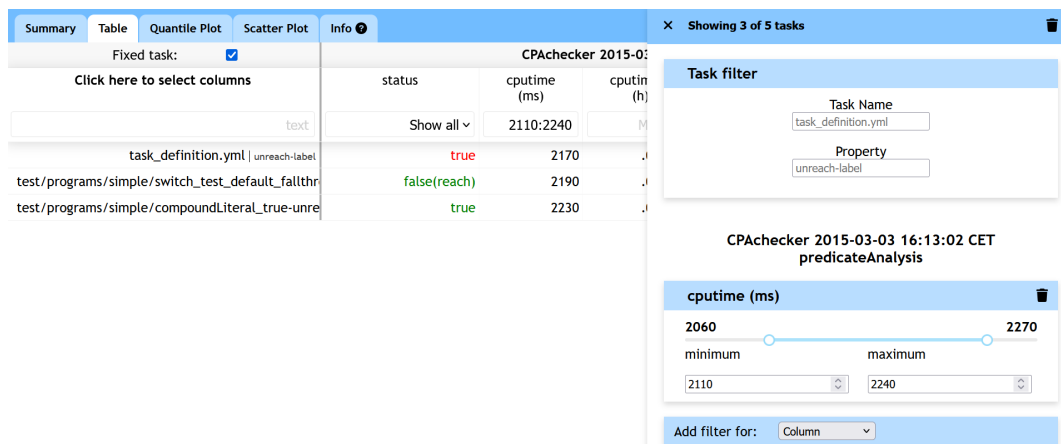 Summary Table Quantile Plot Scatter Plot Info ?
Fixed task:
CPAchecker 2015-03
Click here to select columns
status
cputime
(ms)
cputim
(h)
text
Show all
2110:2240
M
task_definition.yml | unreach-label true 2170
test/programs/simple/switch_test_default_fallthr false(reach) 2190
test/programs/simple/compoundLiteral_true-unre true 2230
× Showing 3 of 5 tasks
Task filter
Task Name
task_definition.yml
Property
unreach-label
CPAchecker 2015-03-03 16:13:02 CET
predicateAnalysis
cputime (ms)
2060 2270
minimum maximum
2110 2240
Add filter for: Column